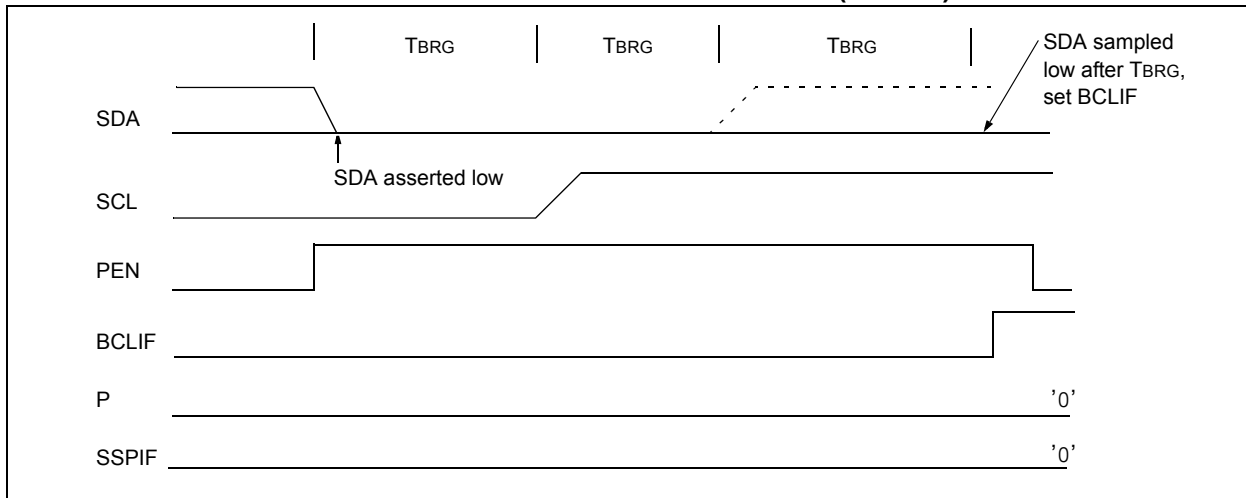 TBRG TBRG TBRG
SDA sampled
low after TBRG,
set BCLIF
SDA
SDA asserted low
SCL
PEN
BCLIF
P
'0'
SSPIF
'0'